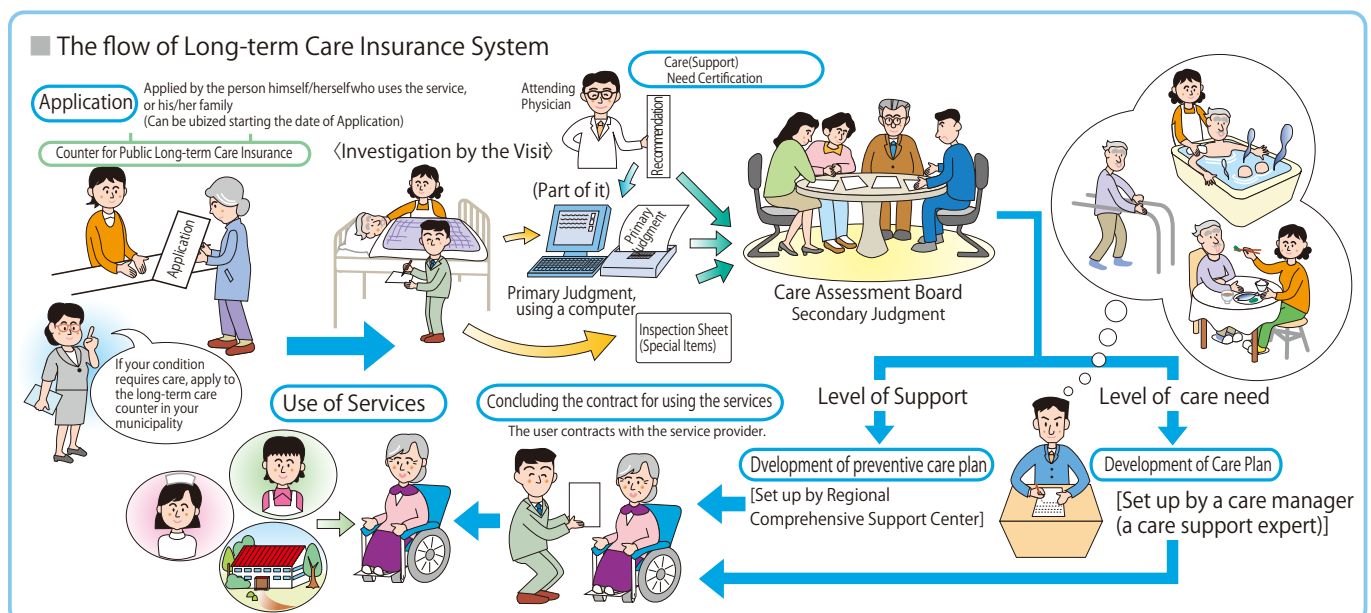 The flow of Long-term Care Insurance System
Application
Applied by the person himself/herselfwho uses the service,
or his/her family
(Can be ubized starting the date of Application)
Counter for Public Long-term Care Insurance
Application
If your condition
requires care, apply to
the long-term care
counter in your
municipality
〈Investigation by the Visit〉
Attending
Physician
Recommendation
Care(Support)
Need Certification
(Part of it)
Primary
Judgment
Primary Judgment,
using a computer
Inspection Sheet
(Special Items)
Care Assessment Board
Secondary Judgment
Level of Support
Level of care need
Dvelopment of preventive care plan
[Set up by Regional
Comprehensive Support Center]
Development of Care Plan
[Set up by a care manager
(a care support expert)]
Concluding the contract for using the services
The user contracts with the service provider.
Use of Services